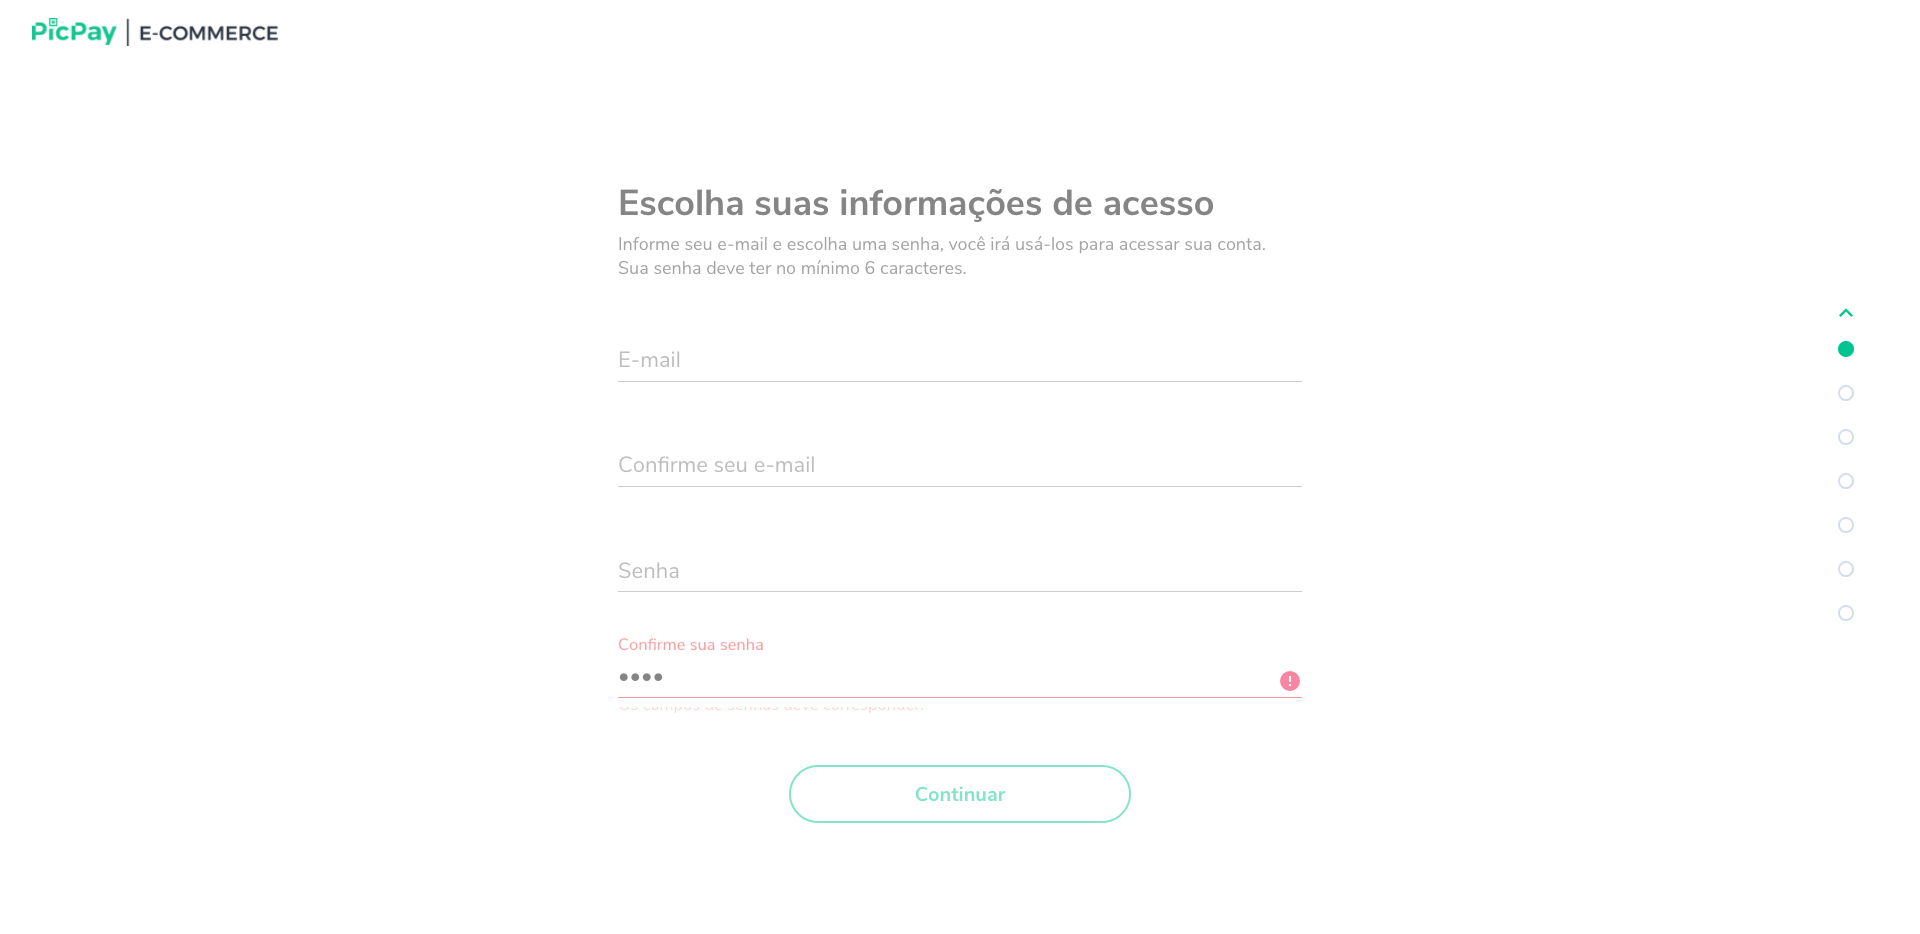 PicPay | E-COMMERCE
Escolha suas informações de acesso
Informe seu e-mail e escolha uma senha, você irá usá-los para acessar sua conta.
Sua senha deve ter no mínimo 6 caracteres.
E-mail
Confirme seu e-mail
Senha
Confirme sua senha
••••
Os campos de senhas deve corresponder.
Continuar